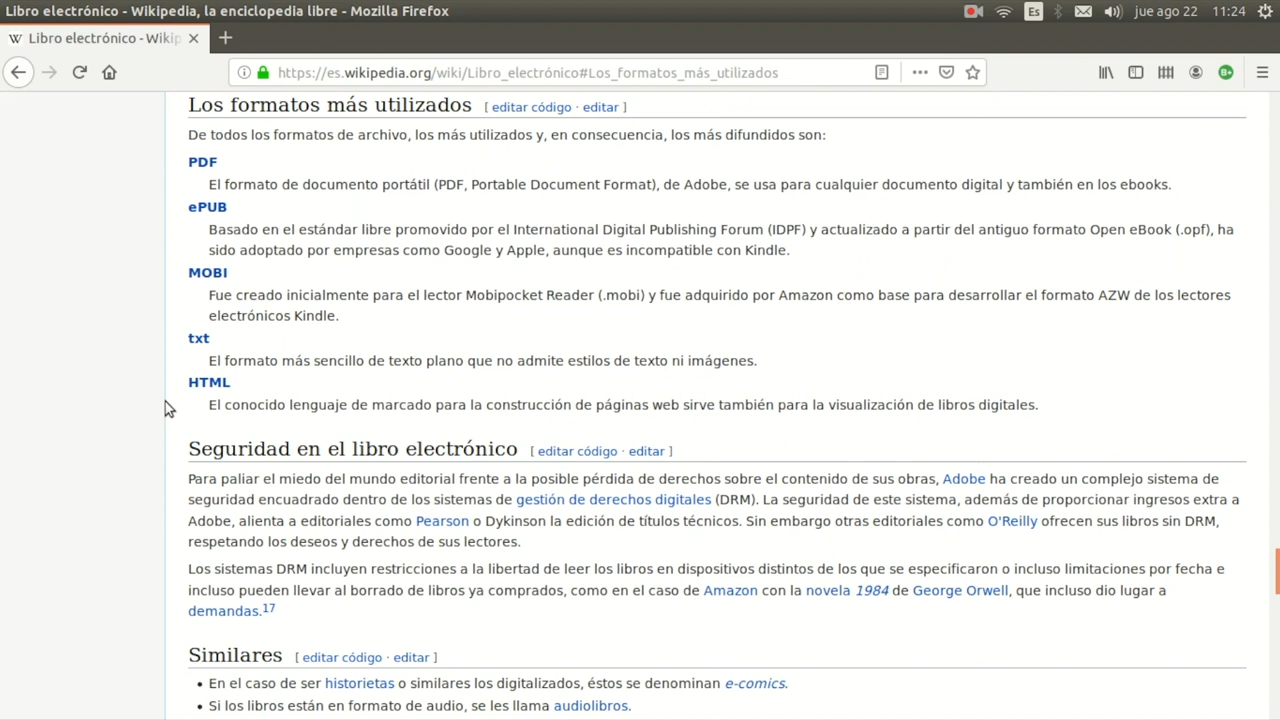 Libro electrónico - Wikipedia, la enciclopedia libre - Mozilla Firefox
Es
jue ago 22
11:24
W Libro electrónico - Wikip
https://es.wikipedia.org/wiki/Libro_electrónico#Los_formatos_más_utilizados
Los formatos más utilizados [ editar código · editar ]
De todos los formatos de archivo, los más utilizados y, en consecuencia, los más difundidos son:
PDF
El formato de documento portátil (PDF, Portable Document Format), de Adobe, se usa para cualquier documento digital y también en los ebooks.
ePUB
Basado en el estándar libre promovido por el International Digital Publishing Forum (IDPF) y actualizado a partir del antiguo formato Open eBook (.opf), ha
sido adoptado por empresas como Google y Apple, aunque es incompatible con Kindle.
MOBI
Fue creado inicialmente para el lector Mobipocket Reader (.mobi) y fue adquirido por Amazon como base para desarrollar el formato AZW de los lectores
electrónicos Kindle.
txt
El formato más sencillo de texto plano que no admite estilos de texto ni imágenes.
HTML
El conocido lenguaje de marcado para la construcción de páginas web sirve también para la visualización de libros digitales.
Seguridad en el libro electrónico [ editar código · editar ]
Para paliar el miedo del mundo editorial frente a la posible pérdida de derechos sobre el contenido de sus obras, Adobe ha creado un complejo sistema de
seguridad encuadrado dentro de los sistemas de gestión de derechos digitales (DRM). La seguridad de este sistema, además de proporcionar ingresos extra a
Adobe, alienta a editoriales como Pearson o Dykinson la edición de títulos técnicos. Sin embargo otras editoriales como O'Reilly ofrecen sus libros sin DRM,
respetando los deseos y derechos de sus lectores.
Los sistemas DRM incluyen restricciones a la libertad de leer los libros en dispositivos distintos de los que se especificaron o incluso limitaciones por fecha e
incluso pueden llevar al borrado de libros ya comprados, como en el caso de Amazon con la novela 1984 de George Orwell, que incluso dio lugar a
demandas.17
Similares [ editar código · editar ]
• En el caso de ser historietas o similares los digitalizados, éstos se denominan e-comics.
• Si los libros están en formato de audio, se les llama audiolibros.